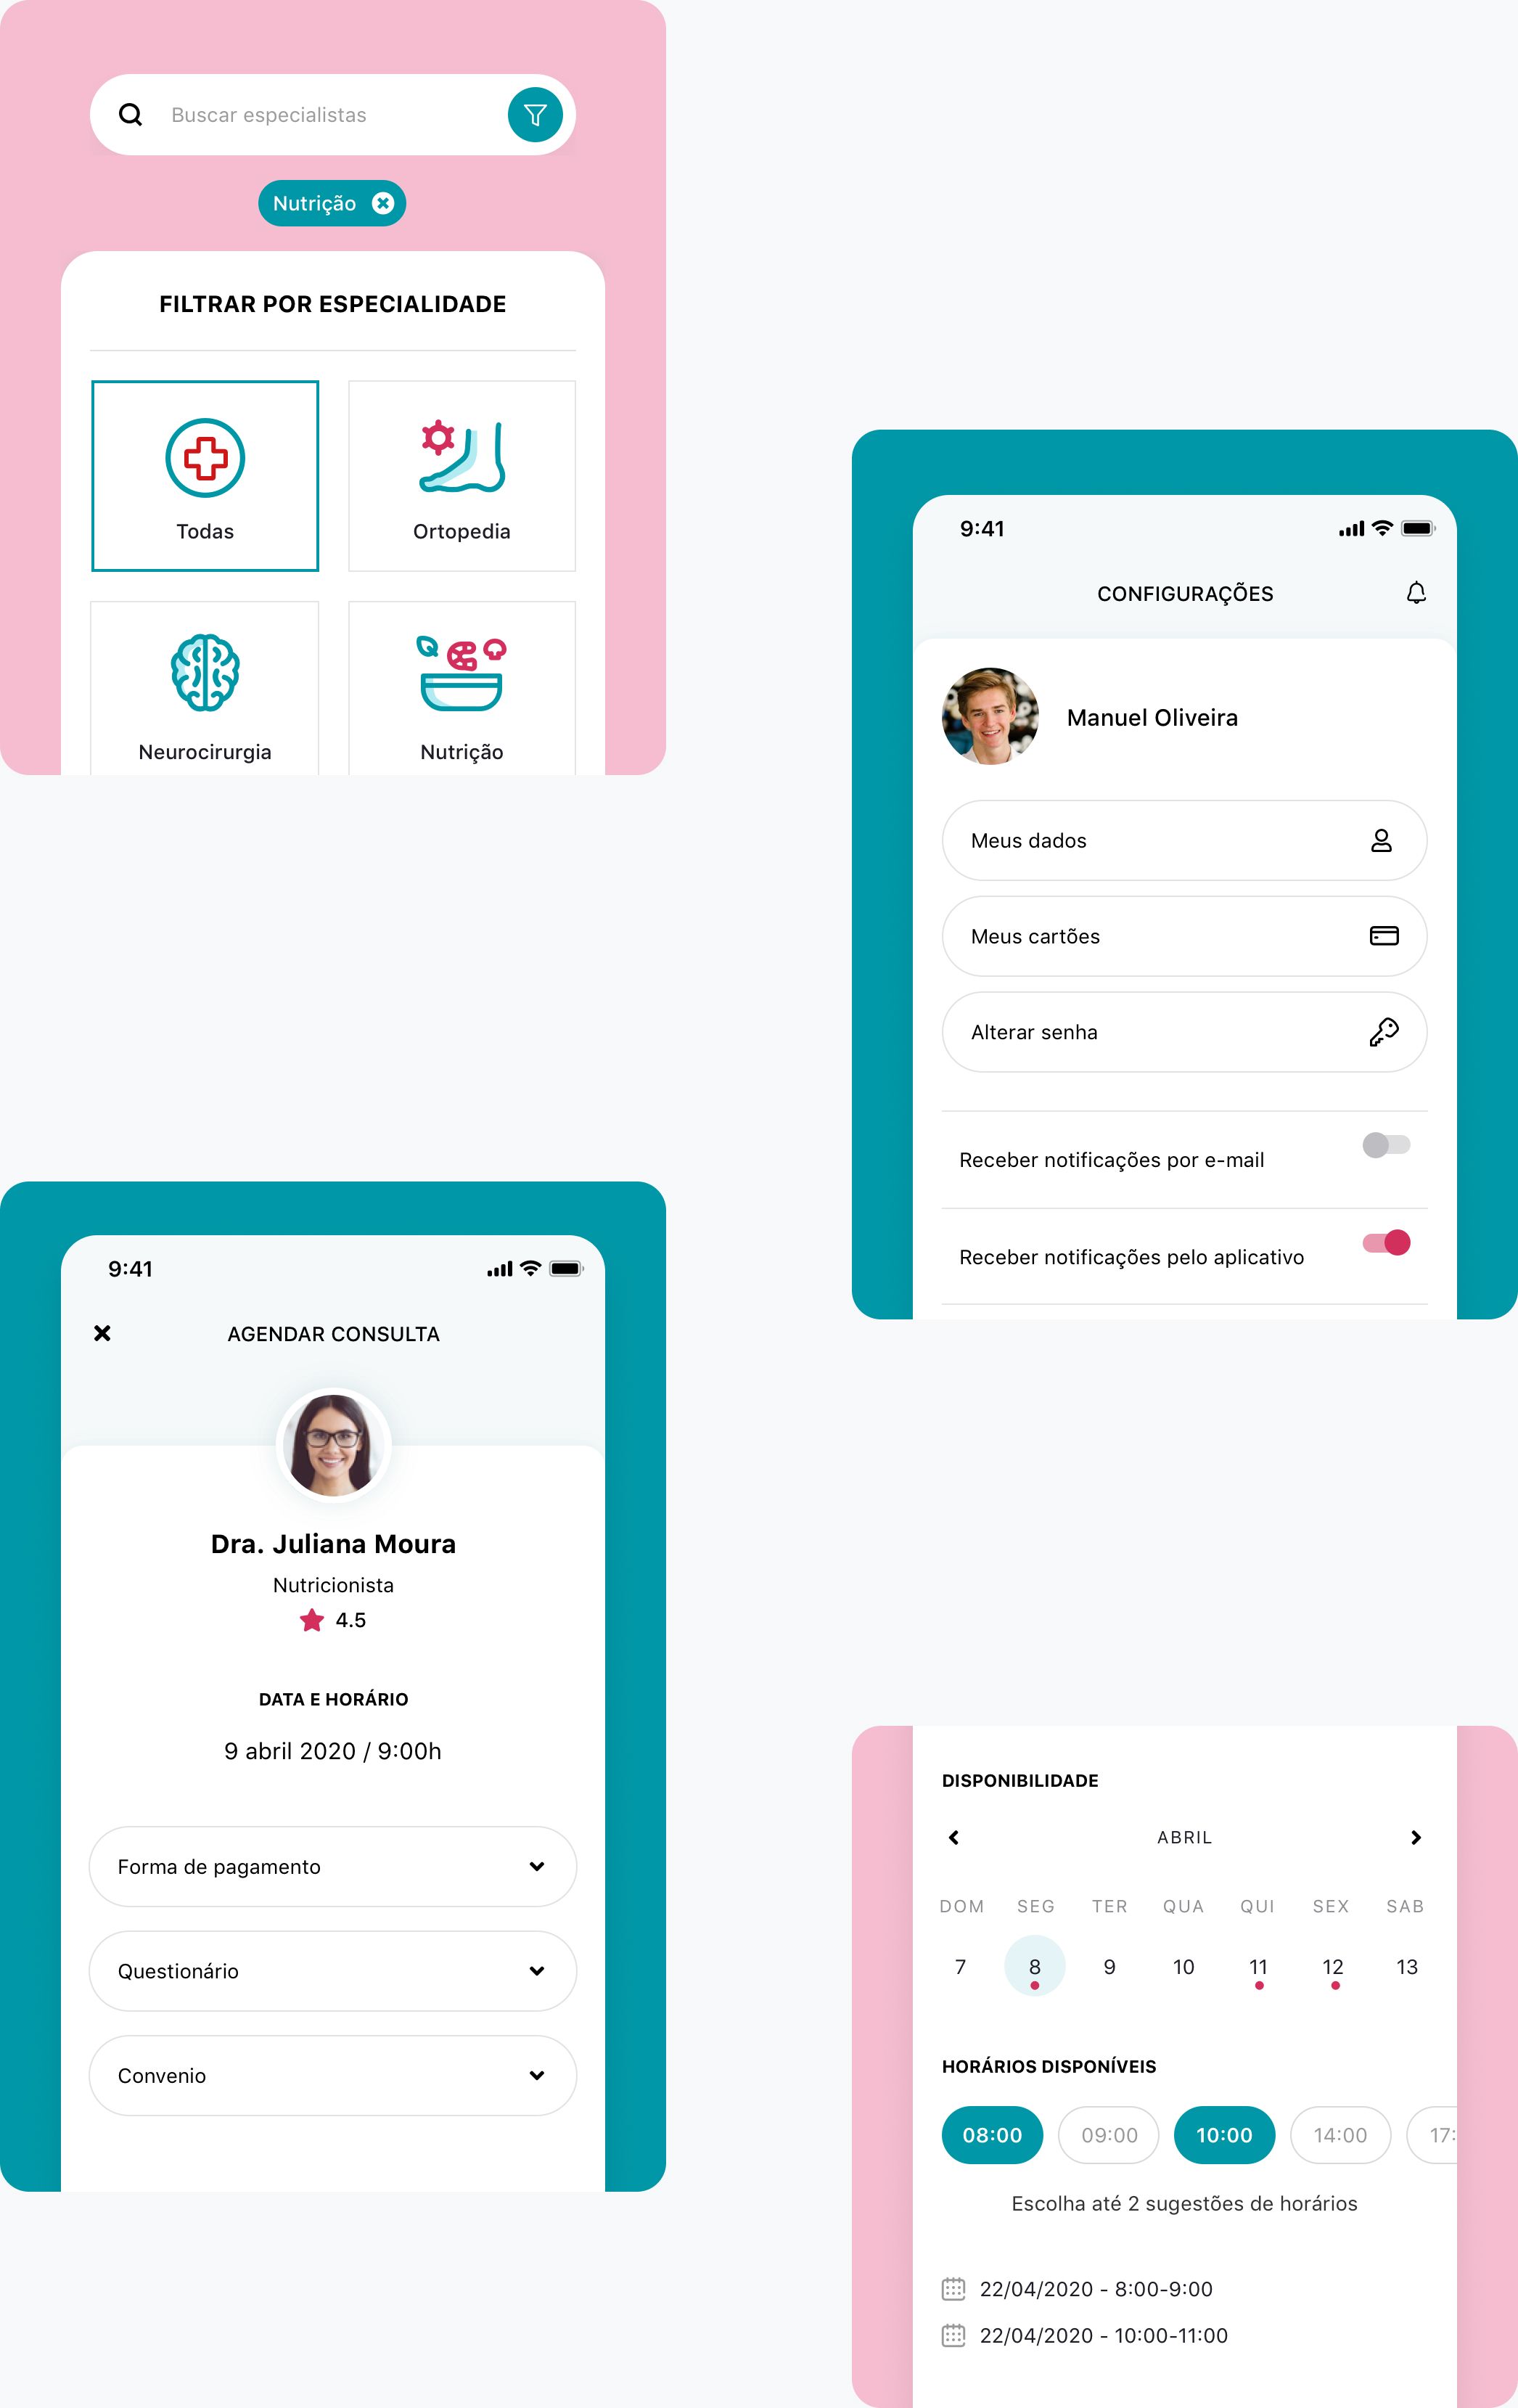 Buscar especialistas
Nutrição
FILTRAR POR ESPECIALIDADE
Todas
Ortopedia
Neurocirurgia
Nutrição
9:41
CONFIGURAÇÕES
Manuel Oliveira
Meus dados
Meus cartões
Alterar senha
Receber notificações por e-mail
Receber notificações pelo aplicativo
9:41
AGENDAR CONSULTA
Dra. Juliana Moura
Nutricionista
4.5
DATA E HORÁRIO
9 abril 2020 / 9:00h
Forma de pagamento
Questionário
Convenio
DISPONIBILIDADE
ABRIL
DOM SEG TER QUA QUI SEX SAB
7 8 9 10 11 12 13
HORÁRIOS DISPONÍVEIS
08:00 09:00 10:00 14:00 17:
Escolha até 2 sugestões de horários
22/04/2020 - 8:00-9:00
22/04/2020 - 10:00-11:00